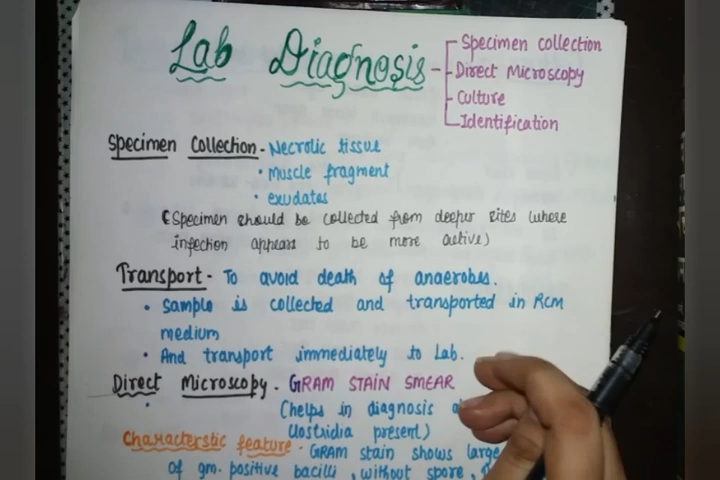 Lab Diagnosis - Specimen collection
Direct Microscopy
Culture
Identification
Specimen Collection - Necrotic tissue
• Muscle fragment
• exudates
(Specimen should be collected from deeper sites where
infection appears to be more active)
Transport - To avoid death of anaerobes.
• Sample is collected and transported in RCM
medium
• And transport immediately to Lab.
Direct Microscopy - GRAM STAIN SMEAR
(helps in diagnosis
Clostridia present)
Characterstic feature - GRAM stain shows large
of gm. positive bacilli, without spore,